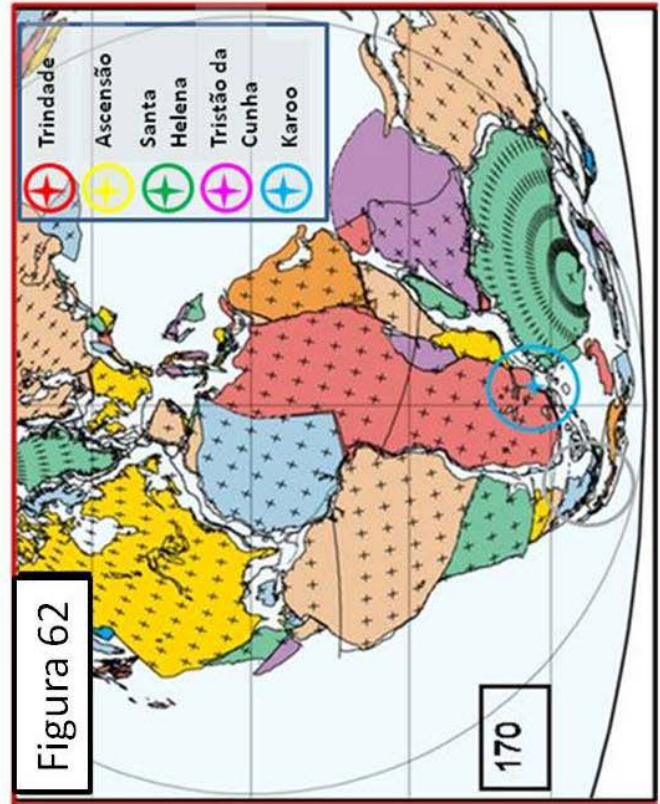 Trindade
Ascensão
Santa
Helena
Tristão da
Cunha
Karoo
Figura 62
170